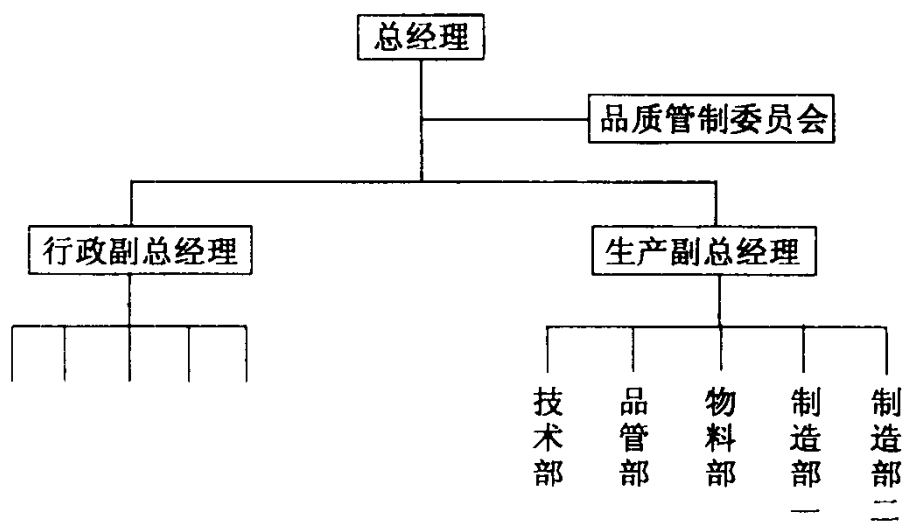 总经理
品质管制委员会
行政副总经理
生产副总经理
技术部
品管部
物料部
制造部一
制造部二